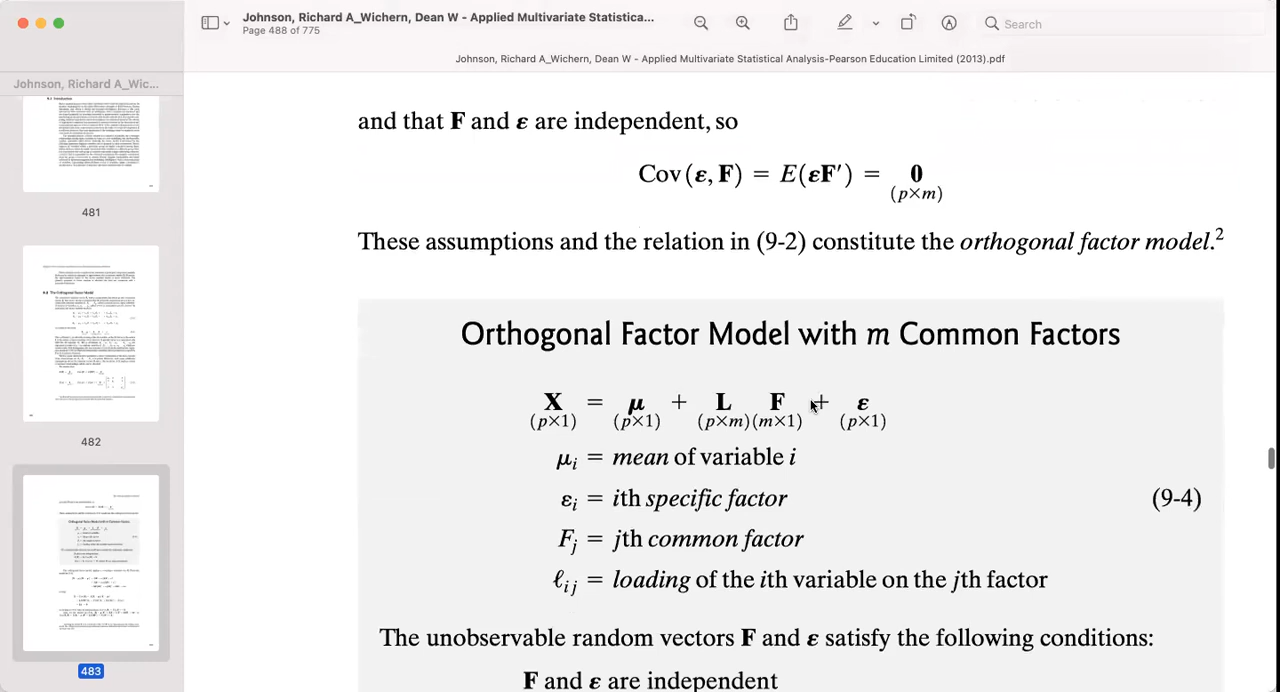 Johnson, Richard A_Wichern, Dean W - Applied Multivariate Statistica...
Page 488 of 775
Search
Johnson, Richard A_Wichern, Dean W - Applied Multivariate Statistical Analysis-Pearson Education Limited (2013).pdf
Johnson, Richard A_Wic...
481
482
483
and that F and ε are independent, so
Cov(ε, F) = E(εF′) = 0
(p×m)
These assumptions and the relation in (9-2) constitute the orthogonal factor model.²
Orthogonal Factor Model with m Common Factors
X = μ + L F + ε
(p×1) (p×1) (p×m)(m×1) (p×1)
μᵢ = mean of variable i
εᵢ = ith specific factor
(9-4)
Fⱼ = jth common factor
ℓᵢⱼ = loading of the ith variable on the jth factor
The unobservable random vectors F and ε satisfy the following conditions:
F and ε are independent